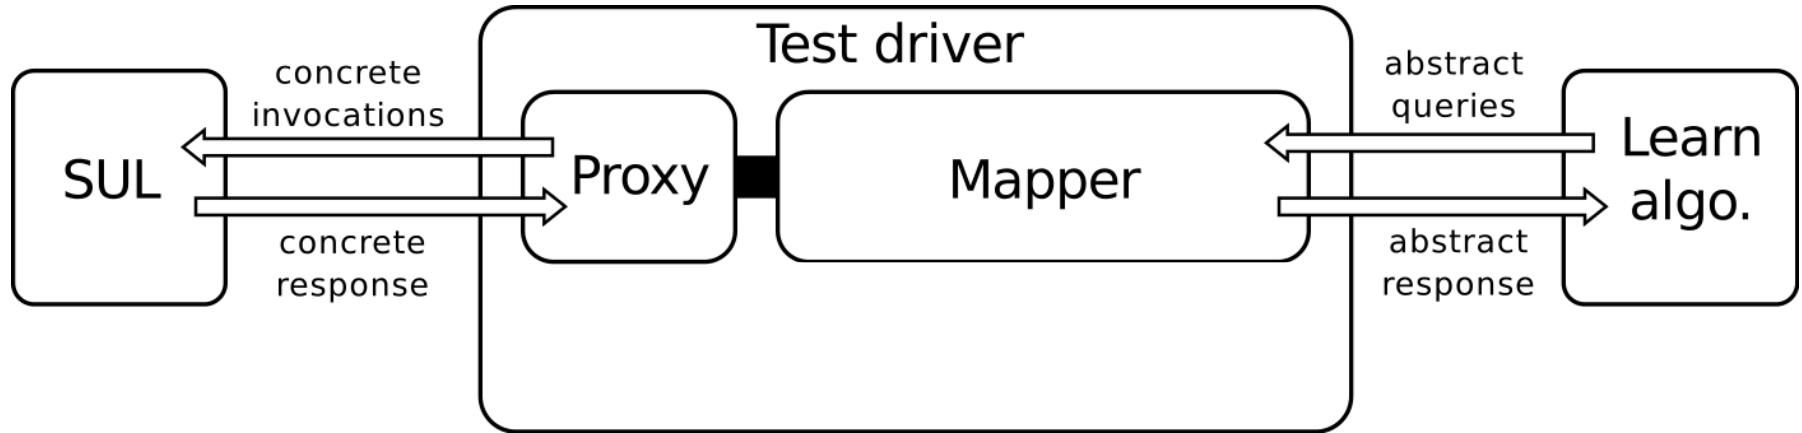 Test driver
SUL
concrete
invocations
concrete
response
Proxy
Mapper
abstract
queries
abstract
response
Learn
algo.